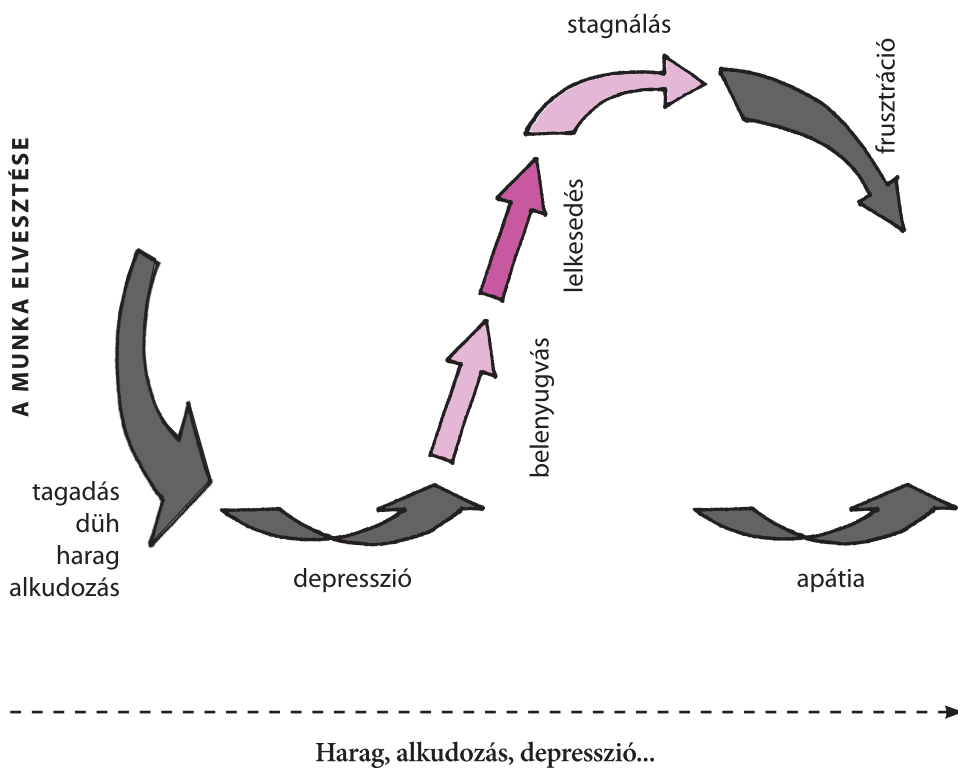 A MUNKA ELVESZTÉSE
tagadás
düh
harag
alkudozás
depresszió
belenyugvás
lelkesedés
stagnálás
frusztráció
apátia
Harag, alkudozás, depresszió...